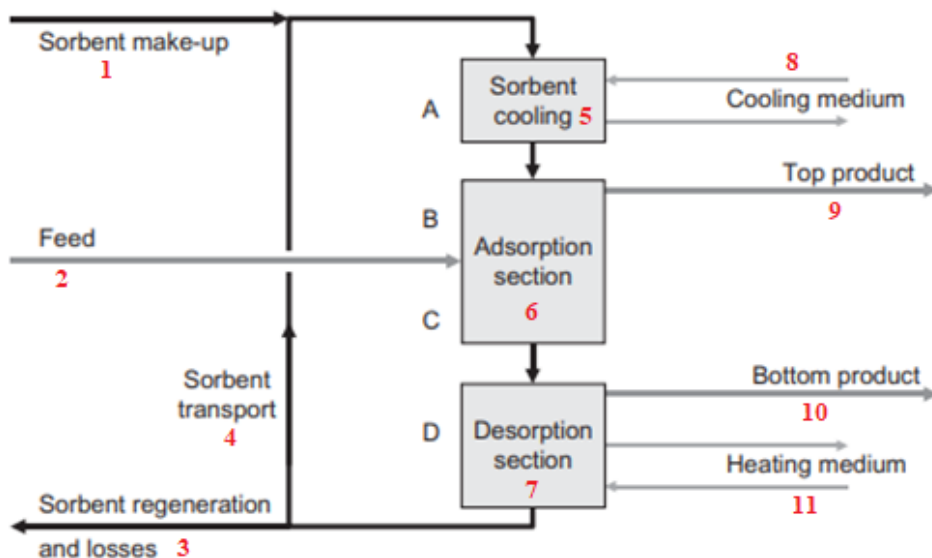 Sorbent make-up
1
8
Sorbent
cooling 5
A
Cooling medium
Top product
9
B
Feed
2
Adsorption
section
6
C
Sorbent
transport
4
Bottom product
10
D
Desorption
section
7
Heating medium
11
Sorbent regeneration
and losses 3